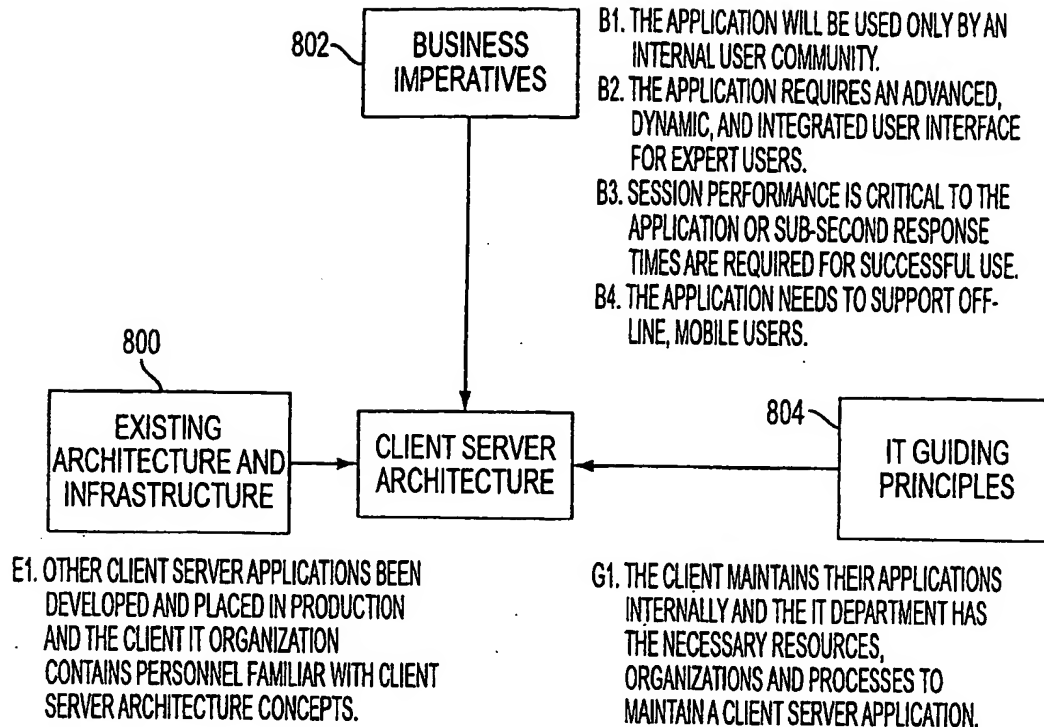 802
BUSINESS
IMPERATIVES
B1. THE APPLICATION WILL BE USED ONLY BY AN
INTERNAL USER COMMUNITY.
B2. THE APPLICATION REQUIRES AN ADVANCED,
DYNAMIC, AND INTEGRATED USER INTERFACE
FOR EXPERT USERS.
B3. SESSION PERFORMANCE IS CRITICAL TO THE
APPLICATION OR SUB-SECOND RESPONSE
TIMES ARE REQUIRED FOR SUCCESSFUL USE.
B4. THE APPLICATION NEEDS TO SUPPORT OFF-
LINE, MOBILE USERS.
800
EXISTING
ARCHITECTURE AND
INFRASTRUCTURE
CLIENT SERVER
ARCHITECTURE
804
IT GUIDING
PRINCIPLES
E1. OTHER CLIENT SERVER APPLICATIONS BEEN
DEVELOPED AND PLACED IN PRODUCTION
AND THE CLIENT IT ORGANIZATION
CONTAINS PERSONNEL FAMILIAR WITH CLIENT
SERVER ARCHITECTURE CONCEPTS.
G1. THE CLIENT MAINTAINS THEIR APPLICATIONS
INTERNALLY AND THE IT DEPARTMENT HAS
THE NECESSARY RESOURCES,
ORGANIZATIONS AND PROCESSES TO
MAINTAIN A CLIENT SERVER APPLICATION.